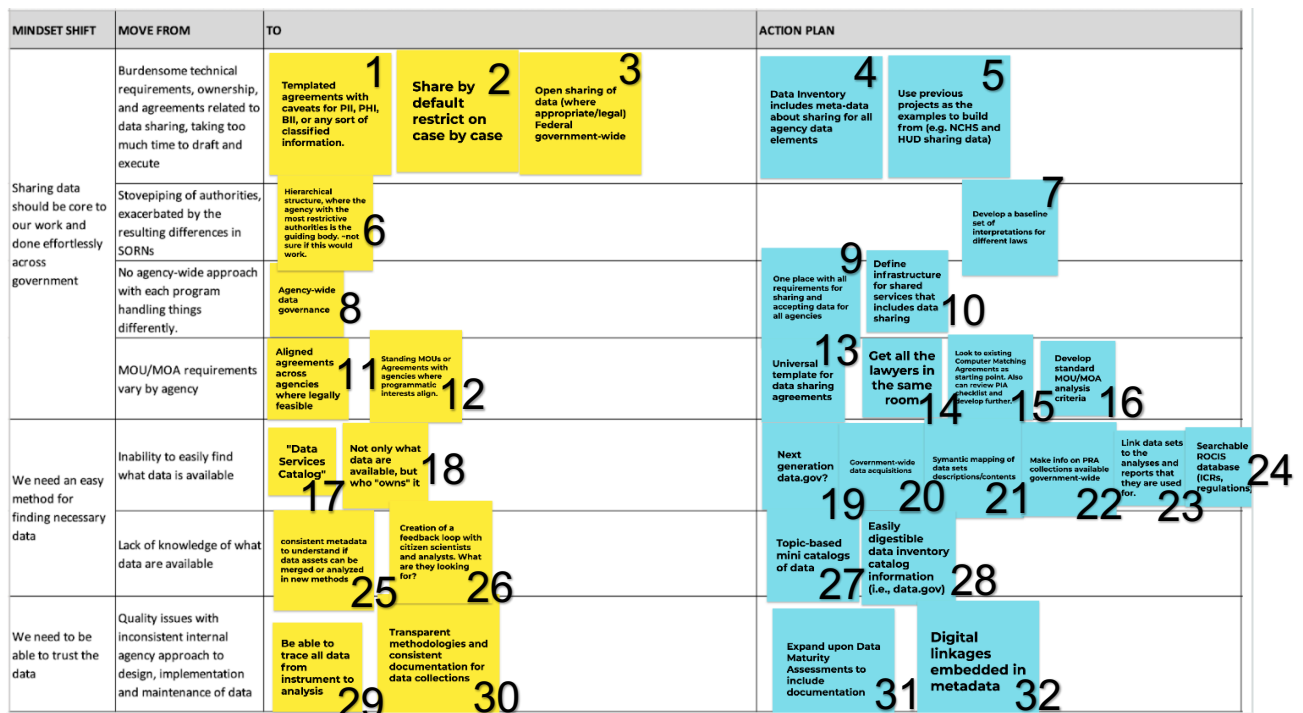 MINDSET SHIFT
MOVE FROM
TO
ACTION PLAN
Sharing data
should be core to
our work and
done effortlessly
across
government
Burdensome technical
requirements, ownership,
and agreements related to
data sharing, taking too
much time to draft and
execute
1
Templated
agreements with
caveats for PII, PHI,
BII, or any sort of
classified
information.
2
Share by
default
restrict on
case by case
3
Open sharing of
data (where
appropriate/legal)
Federal
government-wide
4
Data Inventory
includes meta-data
about sharing for all
agency data
elements
5
Use previous
projects as the
examples to build
from (e.g. NCHS and
HUD sharing data)
Stovepiping of authorities,
exacerbated by the
resulting differences in
SORNs
Hierarchical
structure, where the
agency with the
most restrictive
authorities is the
guiding body. ~not
sure if this would
work.
6
7
Develop a baseline
set of
interpretations for
different laws
No agency-wide approach
with each program
handling things
differently.
Agency-wide
data
governance
8
9
One place with all
requirements for
sharing and
accepting data for
all agencies
Define
infrastructure
for shared
services that
includes data
sharing
10
MOU/MOA requirements
vary by agency
Aligned
agreements
across
agencies
where legally
feasible
11
Standing MOUs or
Agreements with
agencies where
programmatic
interests align.
12
13
Universal
template for
data sharing
agreements
Get all the
lawyers in
the same
room
14
Look to existing
Computer Matching
Agreements as
starting point. Also
can review PIA
checklist and
develop further."
15
Develop
standard
MOU/MOA
analysis
criteria
16
We need an easy
method for
finding necessary
data
Inability to easily find
what data is available
"Data
Services
Catalog"
17
Not only what
data are
available, but
who "owns" it
18
Next
generation
data.gov?
19
Government-wide
data acquisitions
20
Symantic mapping of
data sets
descriptions/contents
21
Make info on PRA
collections available
government-wide
22
Link data sets
to the
analyses and
reports that
they are used
for.
23
Searchable
ROCIS
database
(ICRs,
regulations)
24
Lack of knowledge of what
data are available
consistent metadata
to understand if
data assets can be
merged or analyzed
in new methods
25
Creation of a
feedback loop with
citizen scientists
and analysts. What
are they looking
for?
26
Topic-based
mini catalogs
of data
27
Easily
digestible
data inventory
catalog
information
(i.e., data.gov)
28
We need to be
able to trust the
data
Quality issues with
inconsistent internal
agency approach to
design, implementation
and maintenance of data
Be able to
trace all data
from
instrument to
analysis
29
Transparent
methodologies and
consistent
documentation for
data collections
30
Expand upon Data
Maturity
Assessments to
include
documentation
31
Digital
linkages
embedded in
metadata
32